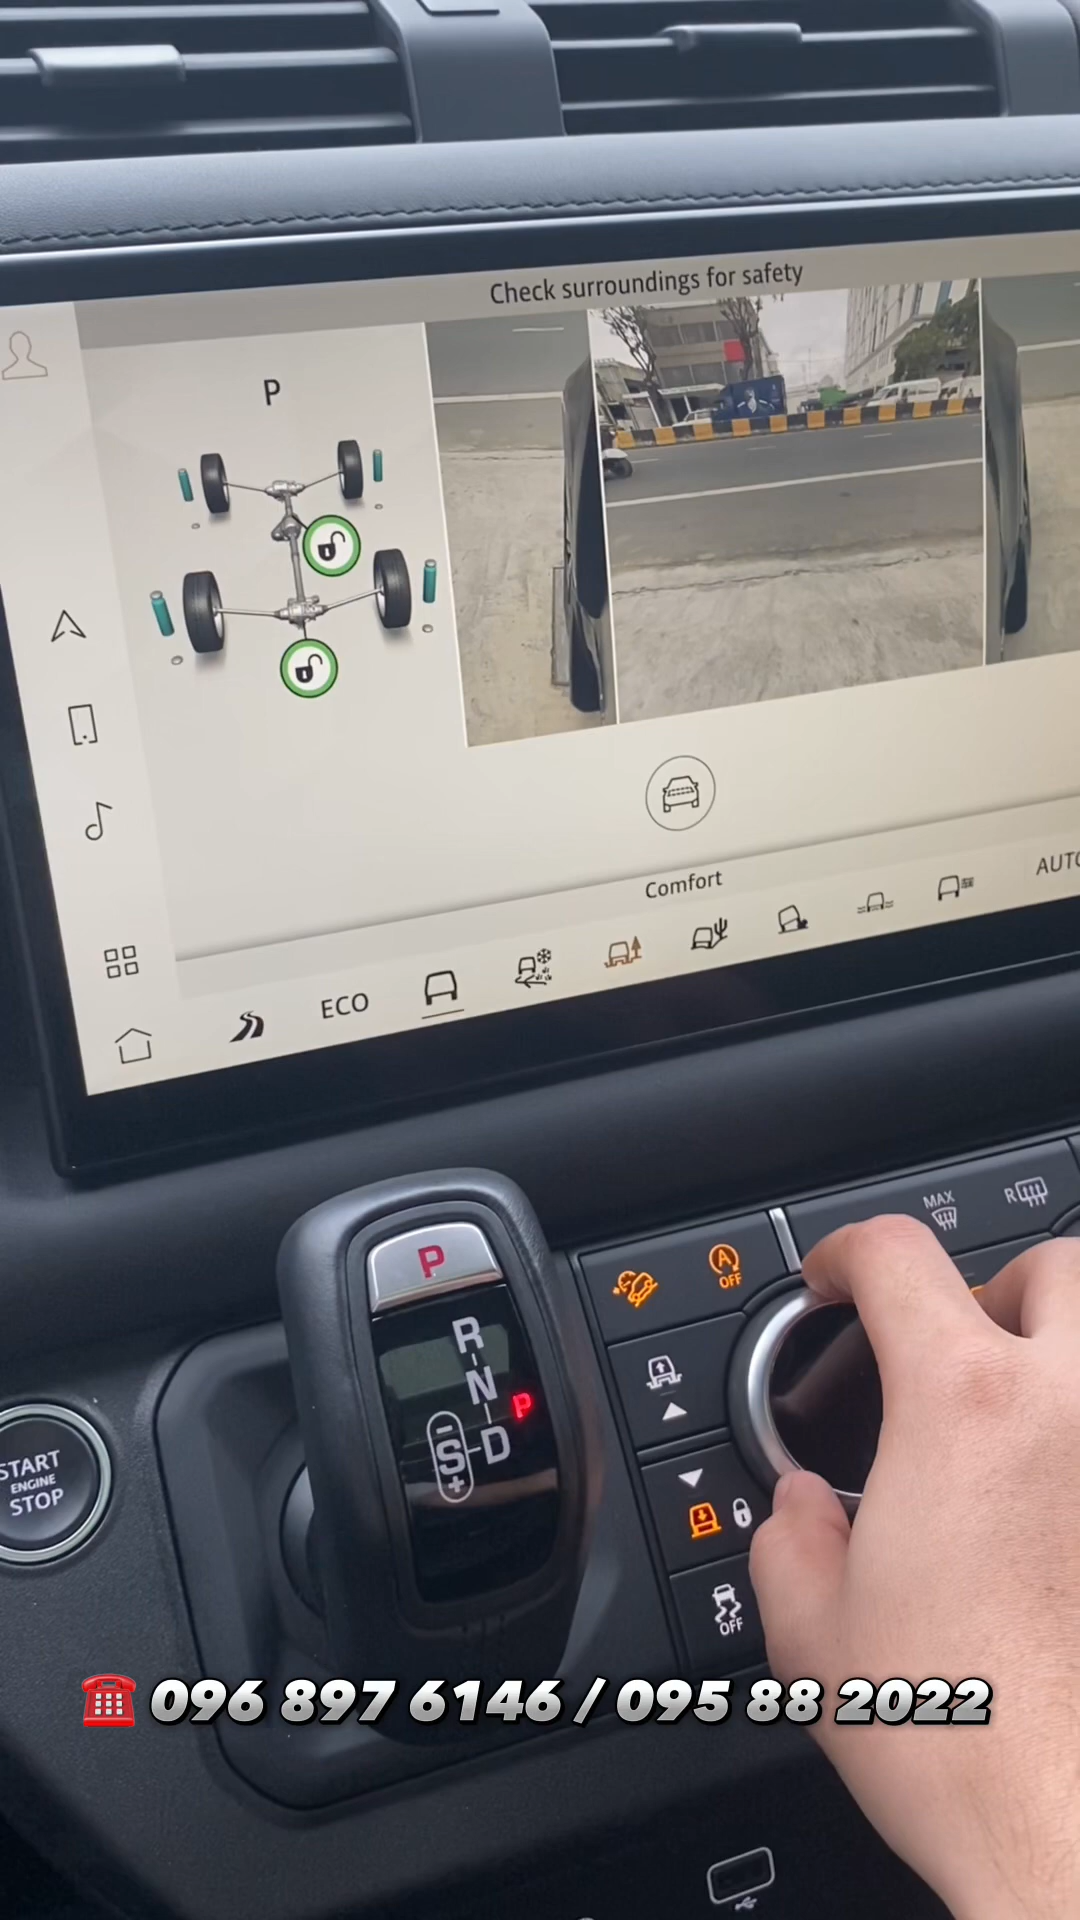 Check surroundings for safety
P
Comfort
AUTO
ECO
MAX
R
P
A
OFF
R
N
P
S
D
START
ENGINE
STOP
OFF
096 897 6146 / 095 88 2022